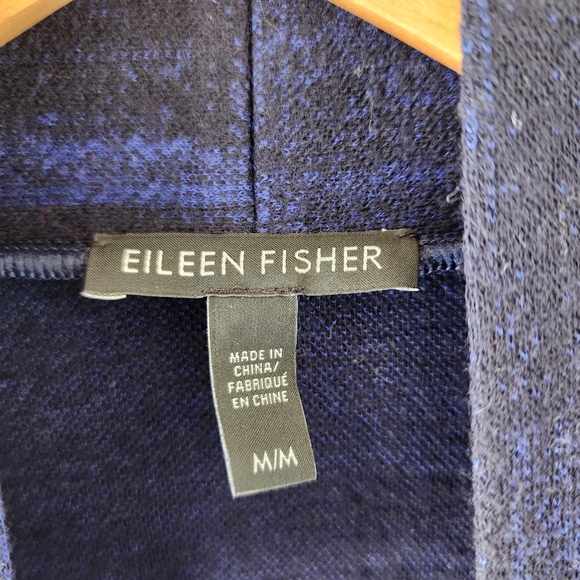 EILEEN FISHER
MADE IN
CHINA/
FABRIQUÉ
EN CHINE
M/M